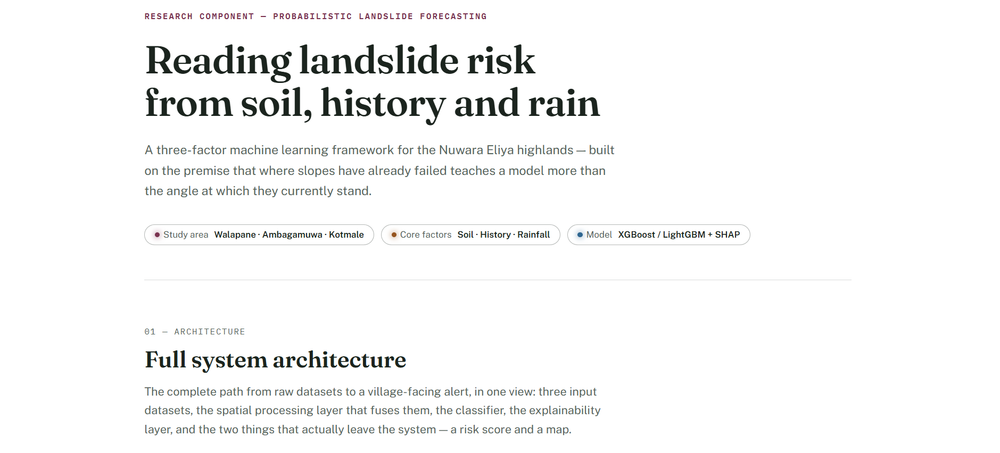 RESEARCH COMPONENT — PROBABILISTIC LANDSLIDE FORECASTING
Reading landslide risk
from soil, history and rain
A three-factor machine learning framework for the Nuwara Eliya highlands — built
on the premise that where slopes have already failed teaches a model more than
the angle at which they currently stand.
Study area Walapane · Ambagamuwa · Kotmale
Core factors Soil · History · Rainfall
Model XGBoost / LightGBM + SHAP
01 — ARCHITECTURE
Full system architecture
The complete path from raw datasets to a village-facing alert, in one view: three input
datasets, the spatial processing layer that fuses them, the classifier, the explainability
layer, and the two things that actually leave the system — a risk score and a map.